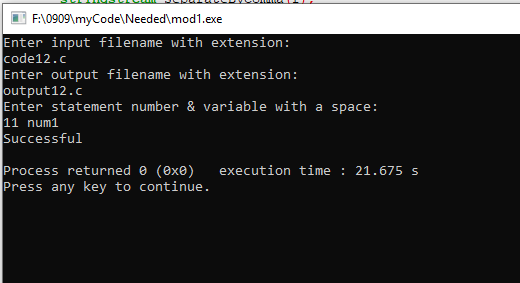 stringstream separateByComma(i);
F:\0909\myCode\Needed\mod1.exe
Enter input filename with extension:
code12.c
Enter output filename with extension:
output12.c
Enter statement number & variable with a space:
11 num1
Successful
Process returned 0 (0x0)   execution time : 21.675 s
Press any key to continue.